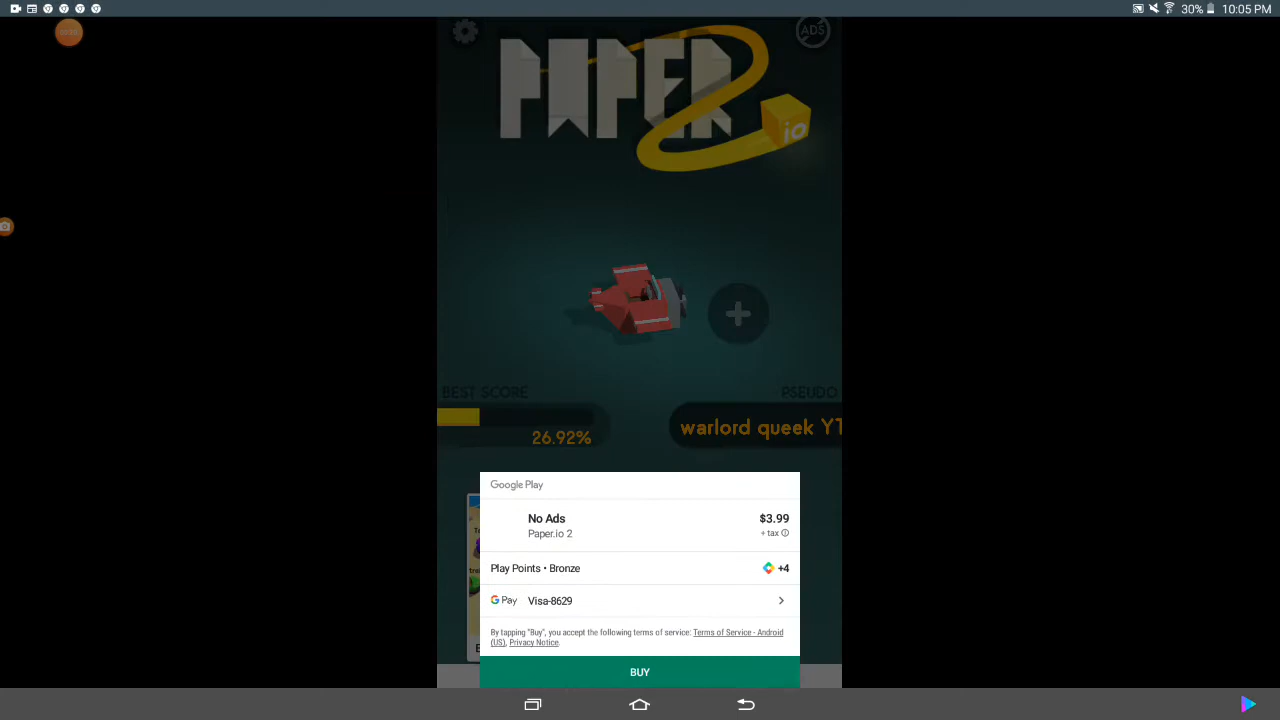 30% 10:05 PM
ADS
PAPER
2
io
BEST SCORE
PSEUDO
26.92%
warlord queek YT
Google Play
No Ads
$3.99
Paper.io 2
+ tax
Play Points • Bronze
+4
G Pay Visa-8629
By tapping "Buy", you accept the following terms of service: Terms of Service - Android
(US), Privacy Notice.
BUY